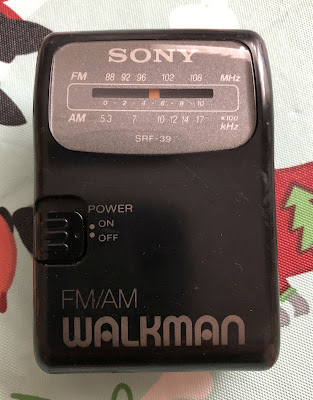 SONY
FM 88 92 96 102 108 MHz
0 - 2 - 4 - 6 - 8 - 10
AM 5.3 7 10 12 14 17 x100 kHz
SRF-39
POWER
ON
OFF
FM/AM
WALKMAN